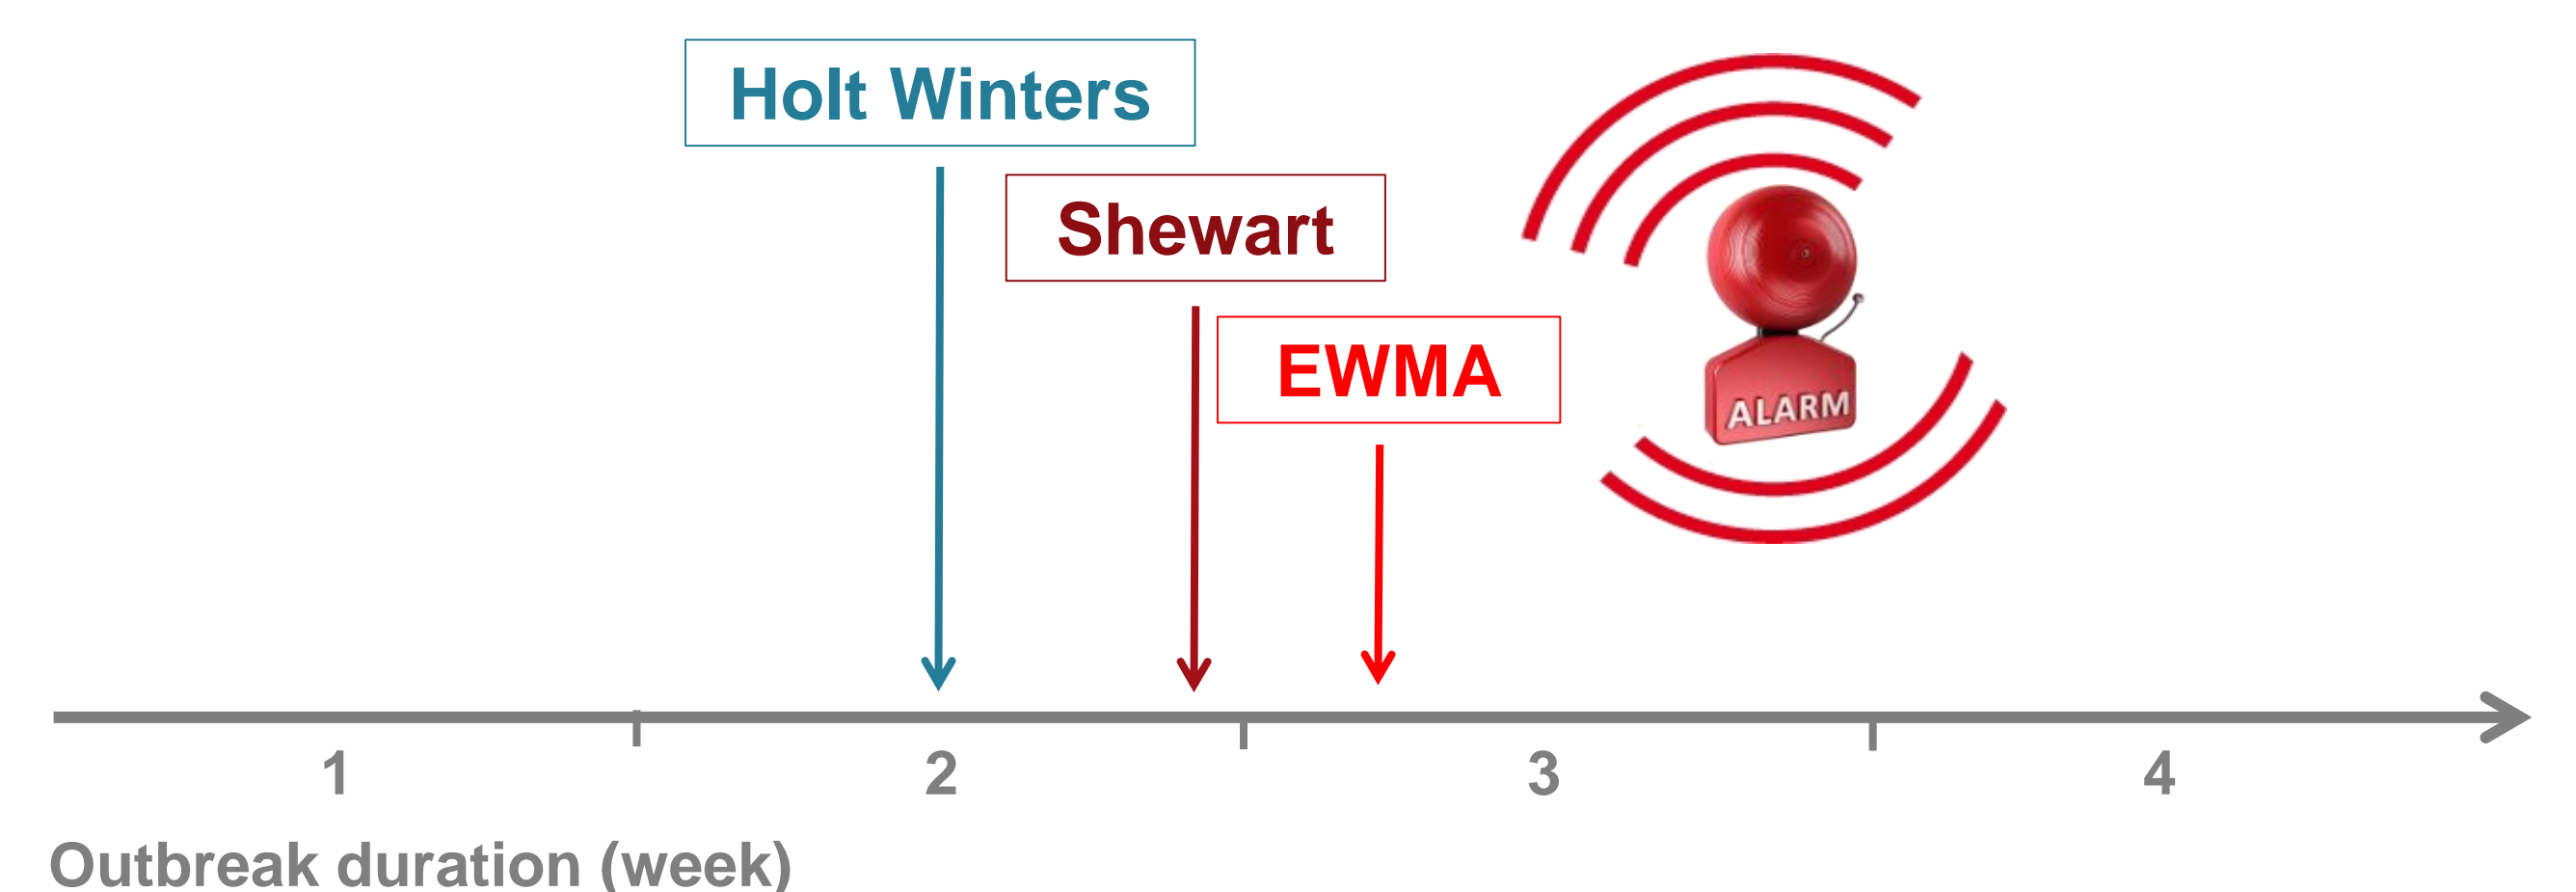 Holt Winters
Shewart
EWMA
ALARM
1 2 3 4
Outbreak duration (week)